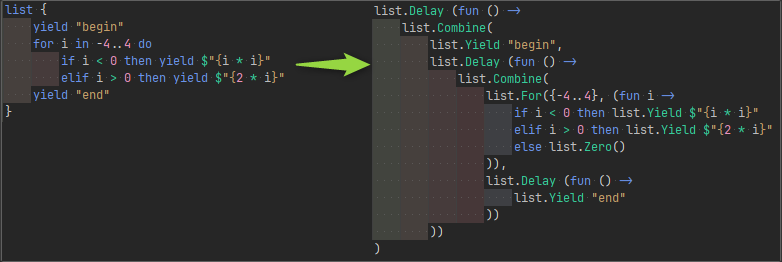 list {
    yield "begin"
    for i in -4..4 do
        if i < 0 then yield $"{i * i}"
        elif i > 0 then yield $"{2 * i}"
    yield "end"
}
list.Delay (fun () ->
    list.Combine(
        list.Yield "begin",
        list.Delay (fun () ->
            list.Combine(
                list.For({-4..4}, (fun i ->
                    if i < 0 then list.Yield $"{i * i}"
                    elif i > 0 then list.Yield $"{2 * i}"
                    else list.Zero()
                )),
                list.Delay (fun () ->
                    list.Yield "end"
                ))
        ))
)